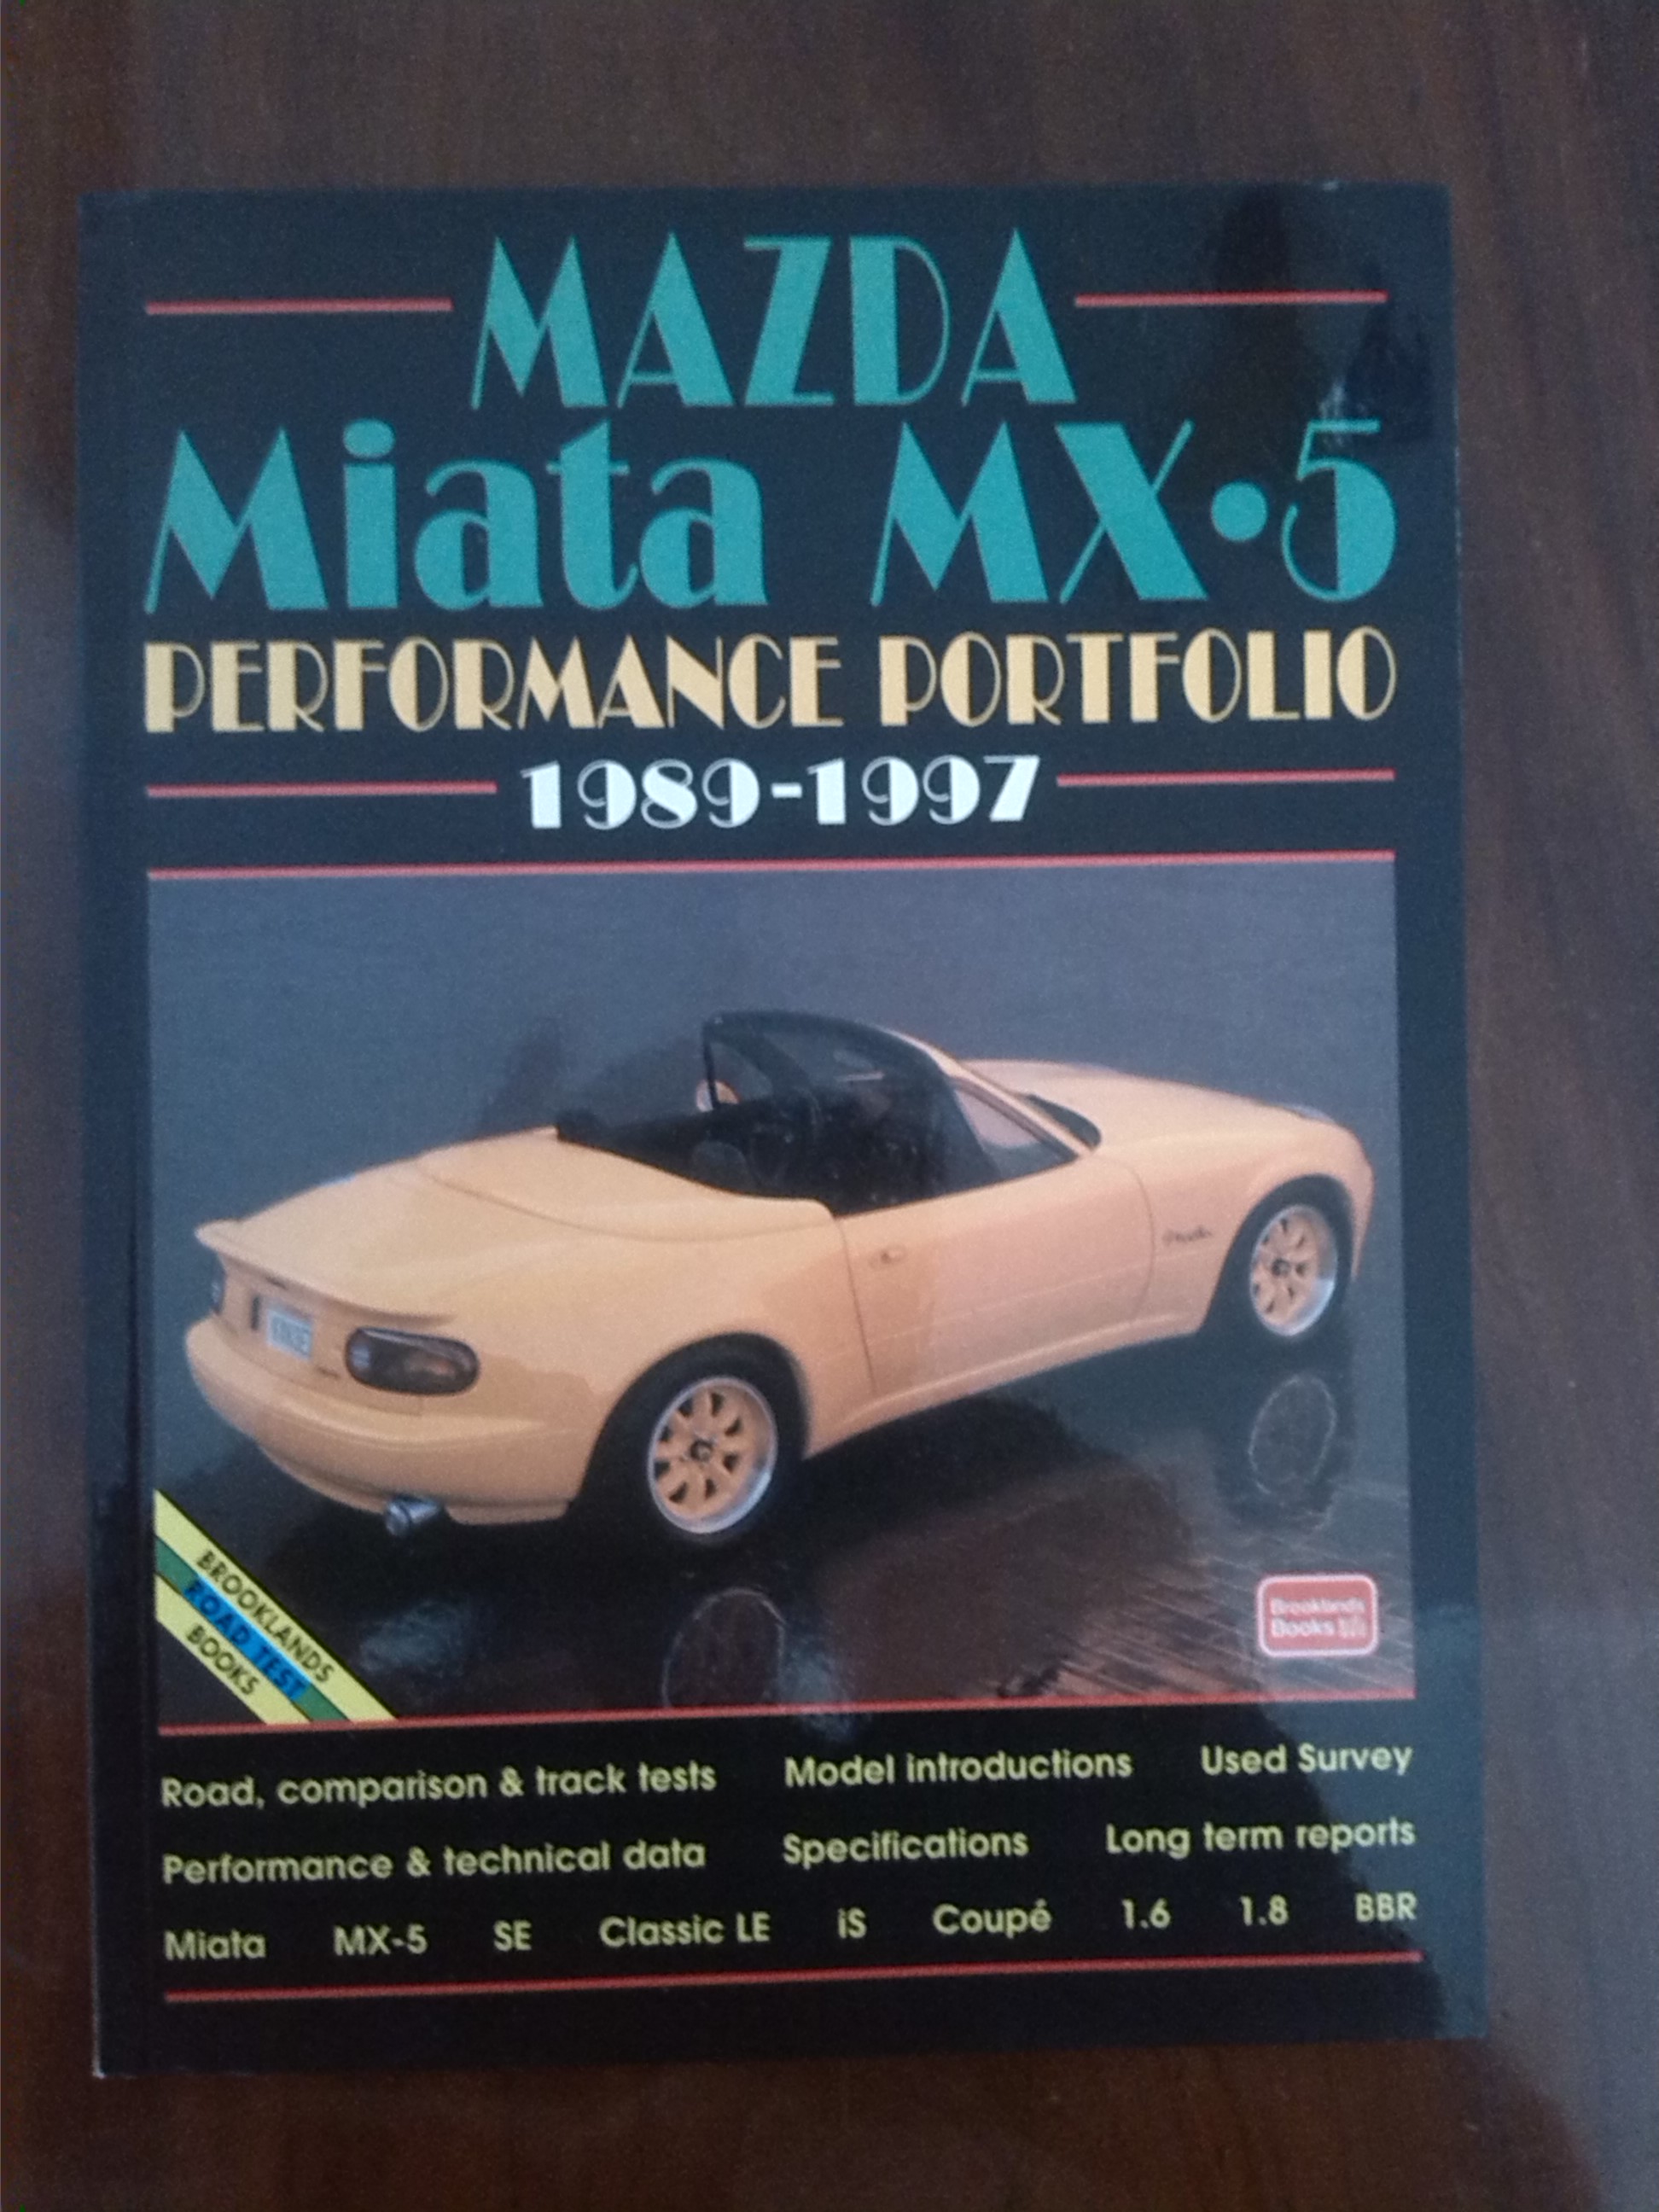 MAZDA
Miata MX•5
PERFORMANCE PORTFOLIO
1989-1997
BROOKLANDS
ROAD TEST
BOOKS
Brooklands
Books
Road, comparison & track tests Model introductions Used Survey
Performance & technical data Specifications Long term reports
Miata MX-5 SE Classic LE iS Coupé 1.6 1.8 BBR